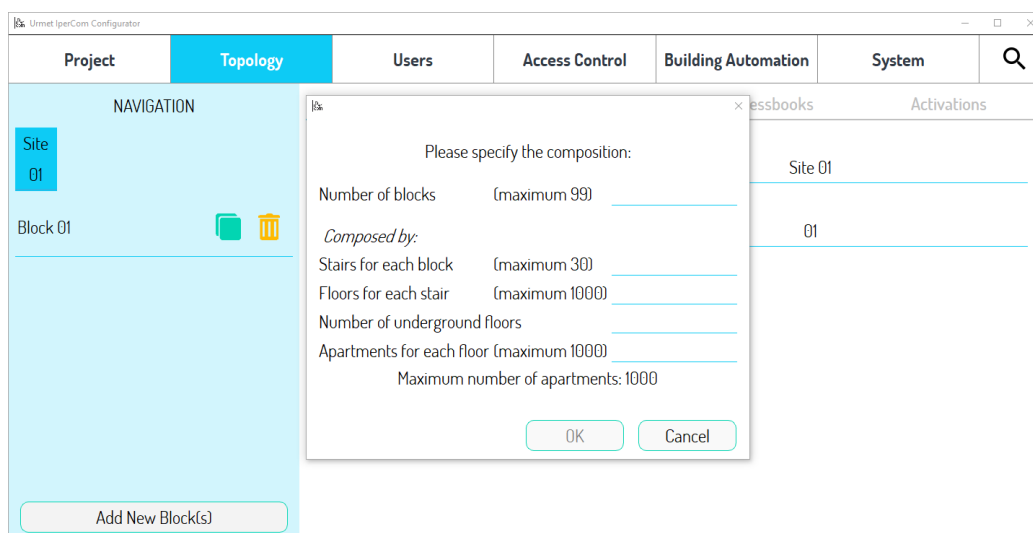 Urmet IperCom Configurator
Project Topology Users Access Control Building Automation System
NAVIGATION
essbooks Activations
Site
01
Block 01
Add New Block(s)
Please specify the composition:
Number of blocks (maximum 99)
Composed by:
Stairs for each block (maximum 30)
Floors for each stair (maximum 1000)
Number of underground floors
Apartments for each floor (maximum 1000)
Maximum number of apartments: 1000
OK Cancel
Site 01
01